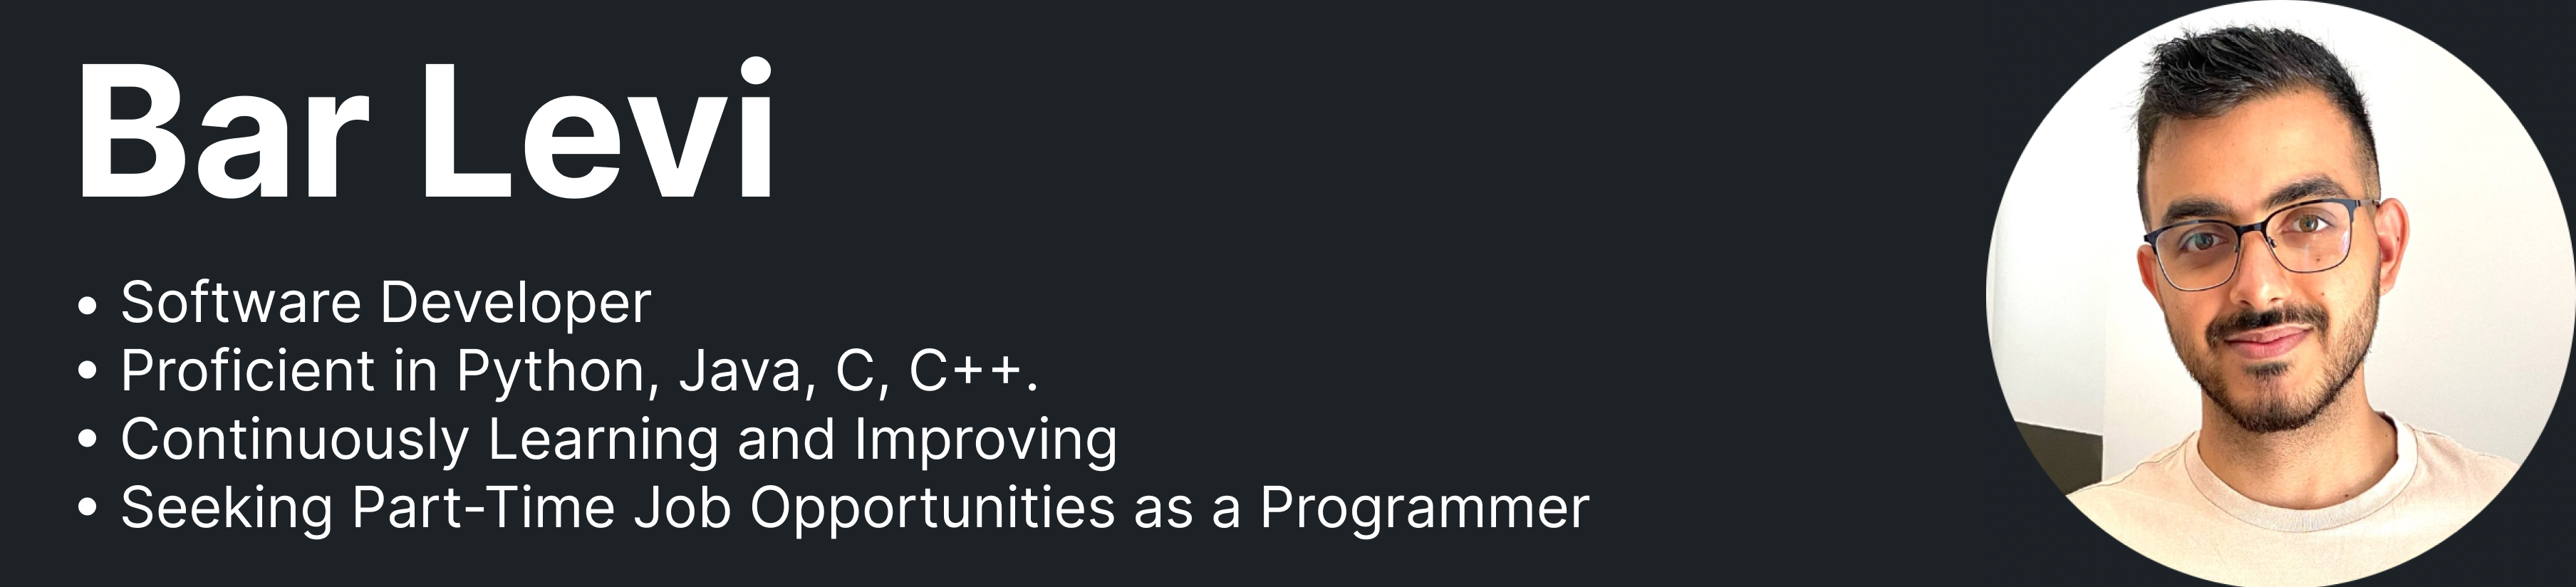 Bar Levi
• Software Developer
• Proficient in Python, Java, C, C++.
• Continuously Learning and Improving
• Seeking Part-Time Job Opportunities as a Programmer